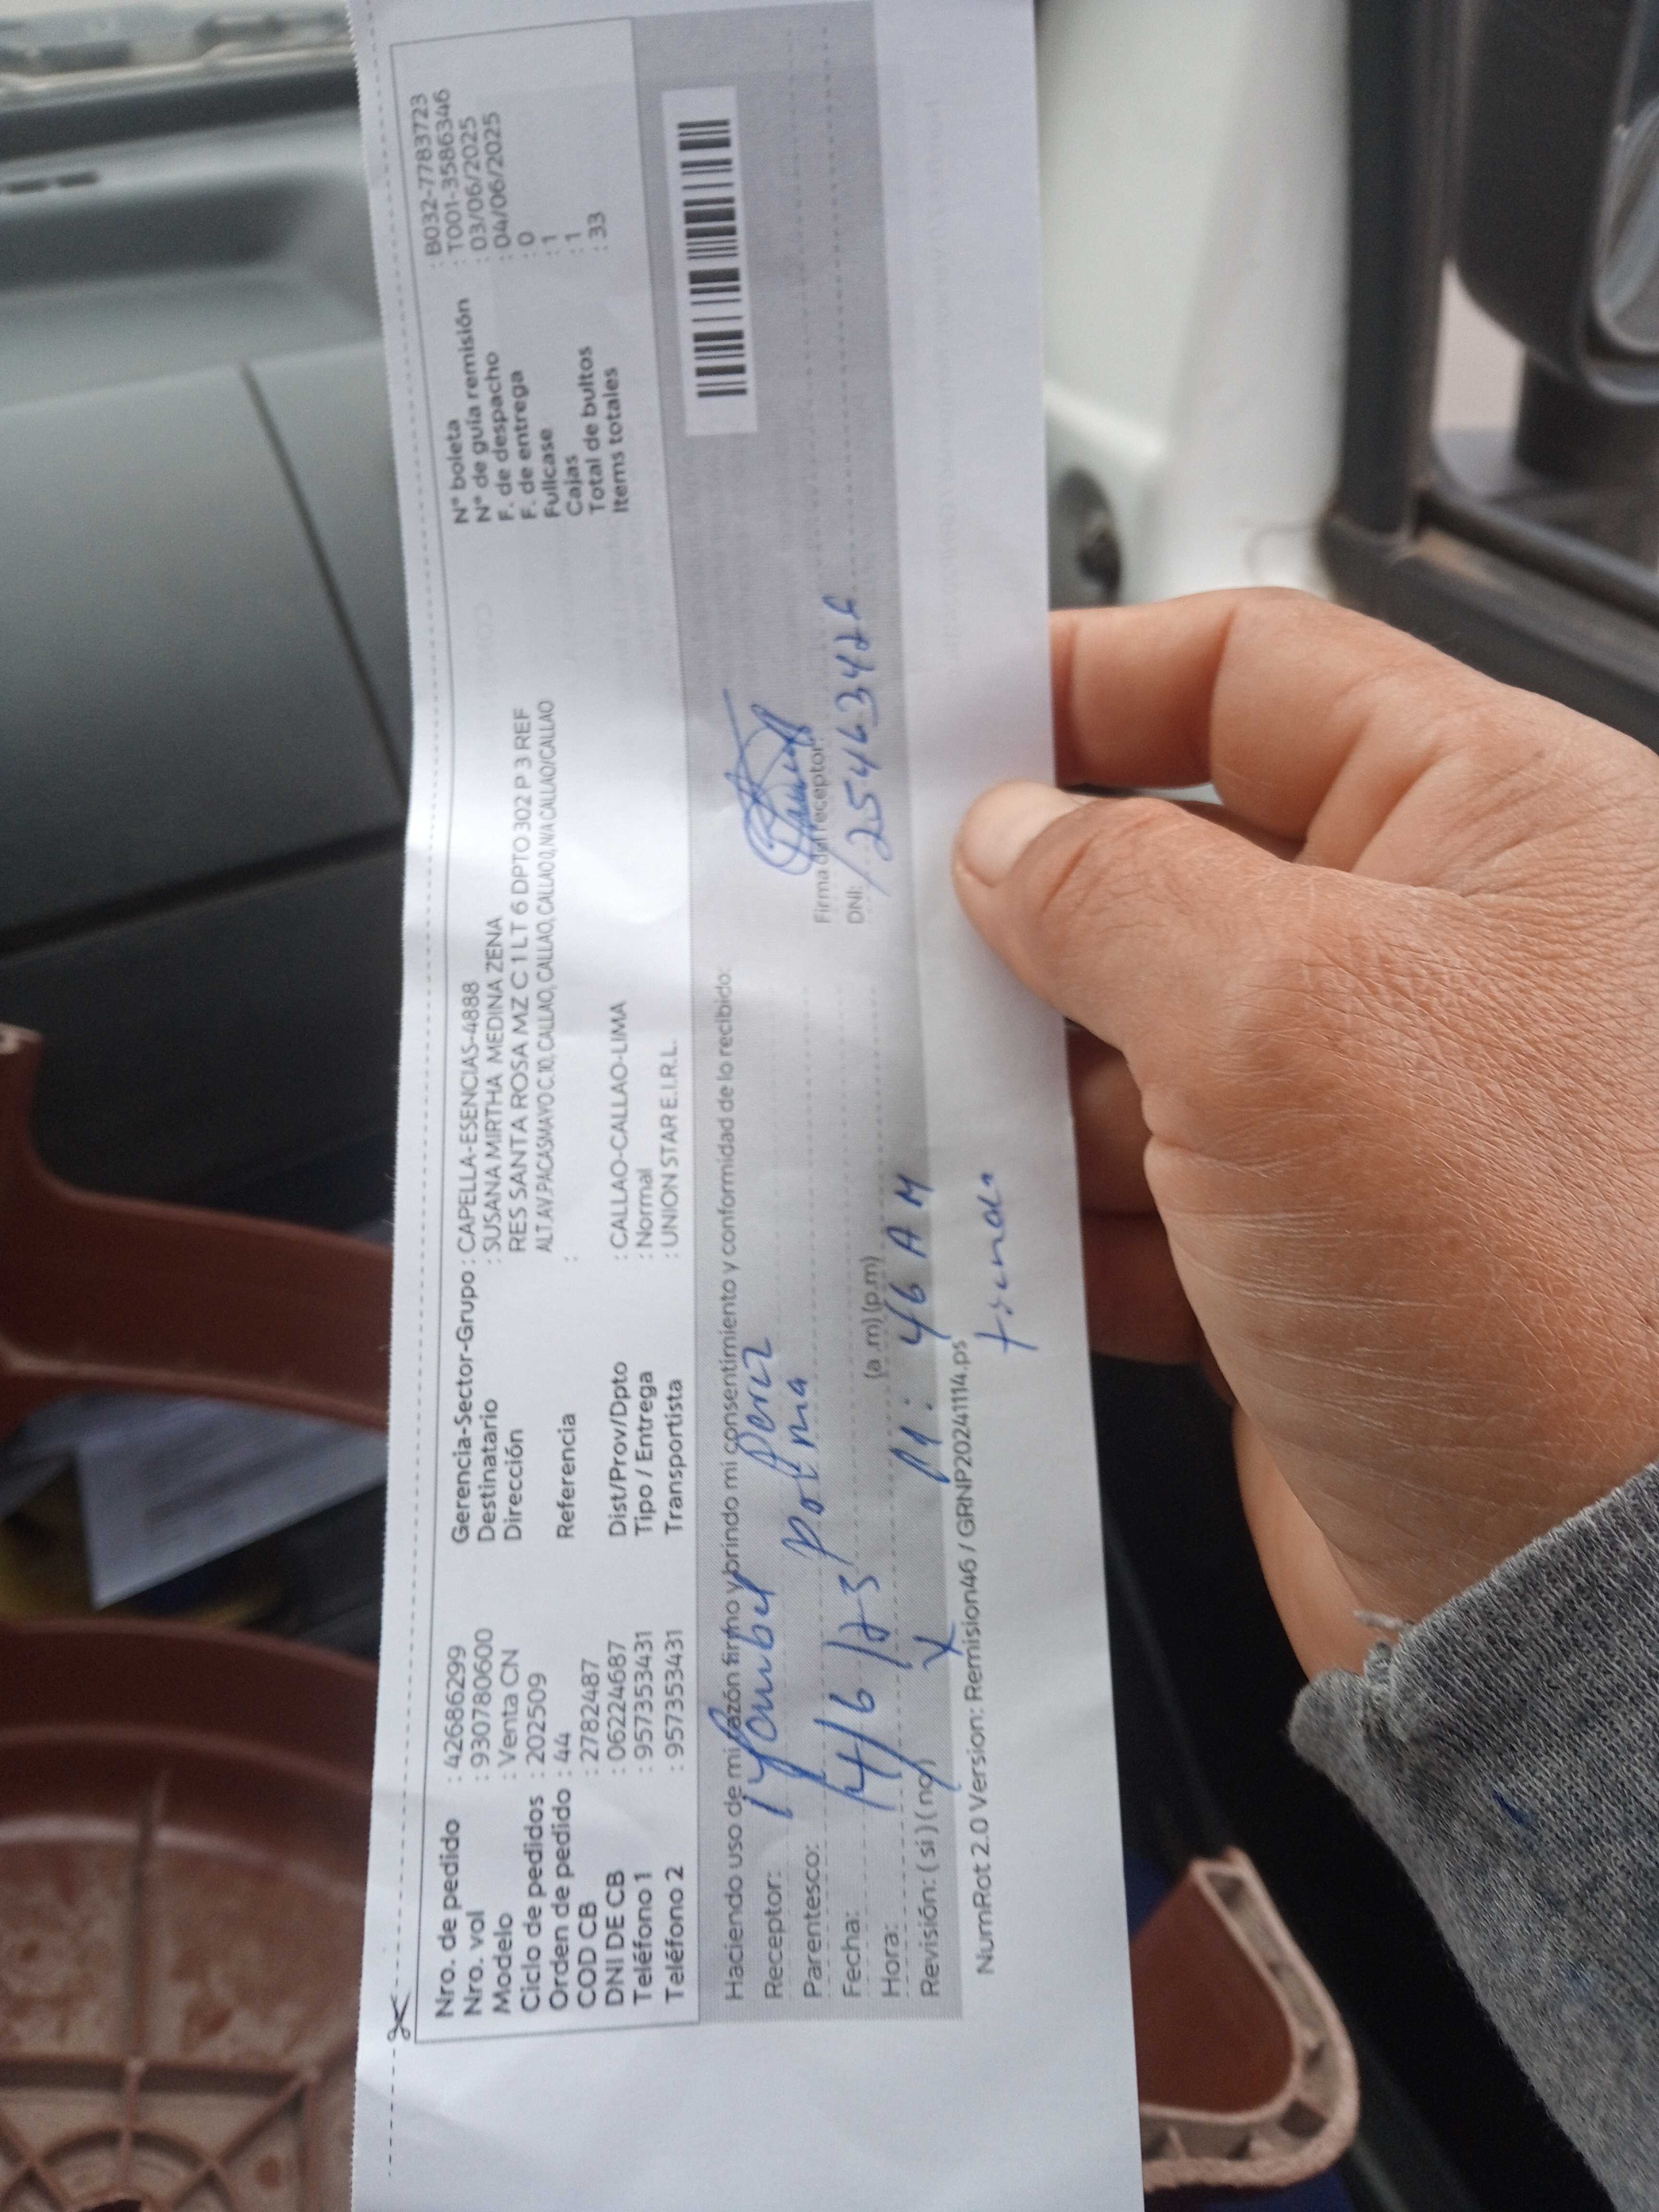 Nro. de pedido : 42686299
Nro. vol : 930780600
Modelo : Venta CN
Ciclo de pedidos : 202509
Orden de pedido : 44
COD CB : 2782487
DNI DE CB : 06224687
Teléfono 1 : 957353431
Teléfono 2 : 957353431
Gerencia-Sector-Grupo : CAPELLA-ESENCIAS-4888
Destinatario : SUSANA MIRTHA MEDINA ZENA
Dirección RES SANTA ROSA MZ C 1 LT 6 DPTO 302 P 3 REF
ALT AV.PACASMAYO C.10, CALLAO, CALLAO, CALLAO 0,N/A CALLAO/CALLAO
Referencia :
Dist/Prov/Dpto : CALLAO-CALLAO-LIMA
Tipo / Entrega : Normal
Transportista : UNION STAR E.I.R.L.
N° boleta : B032-7783723
N° de guía remisión : T001-35863​46
F. de despacho : 03/06/2025
F. de entrega : 04/06/2025
Fullcase : 0
Cajas : 1
Total de bultos : 1
Items totales : 33
Haciendo uso de mi razón firmo y brindo mi consentimiento y conformidad de lo recibido:
Receptor: Perez
Parentesco:
Fecha: 4/6
Hora: (a.m)(p.m) 11:46 AM
Revisión: ( si ) ( no ) X
Firma del receptor:
DNI: 25463426
NumRot 2.0 Version: Remision46 / GRNP20241114.ps